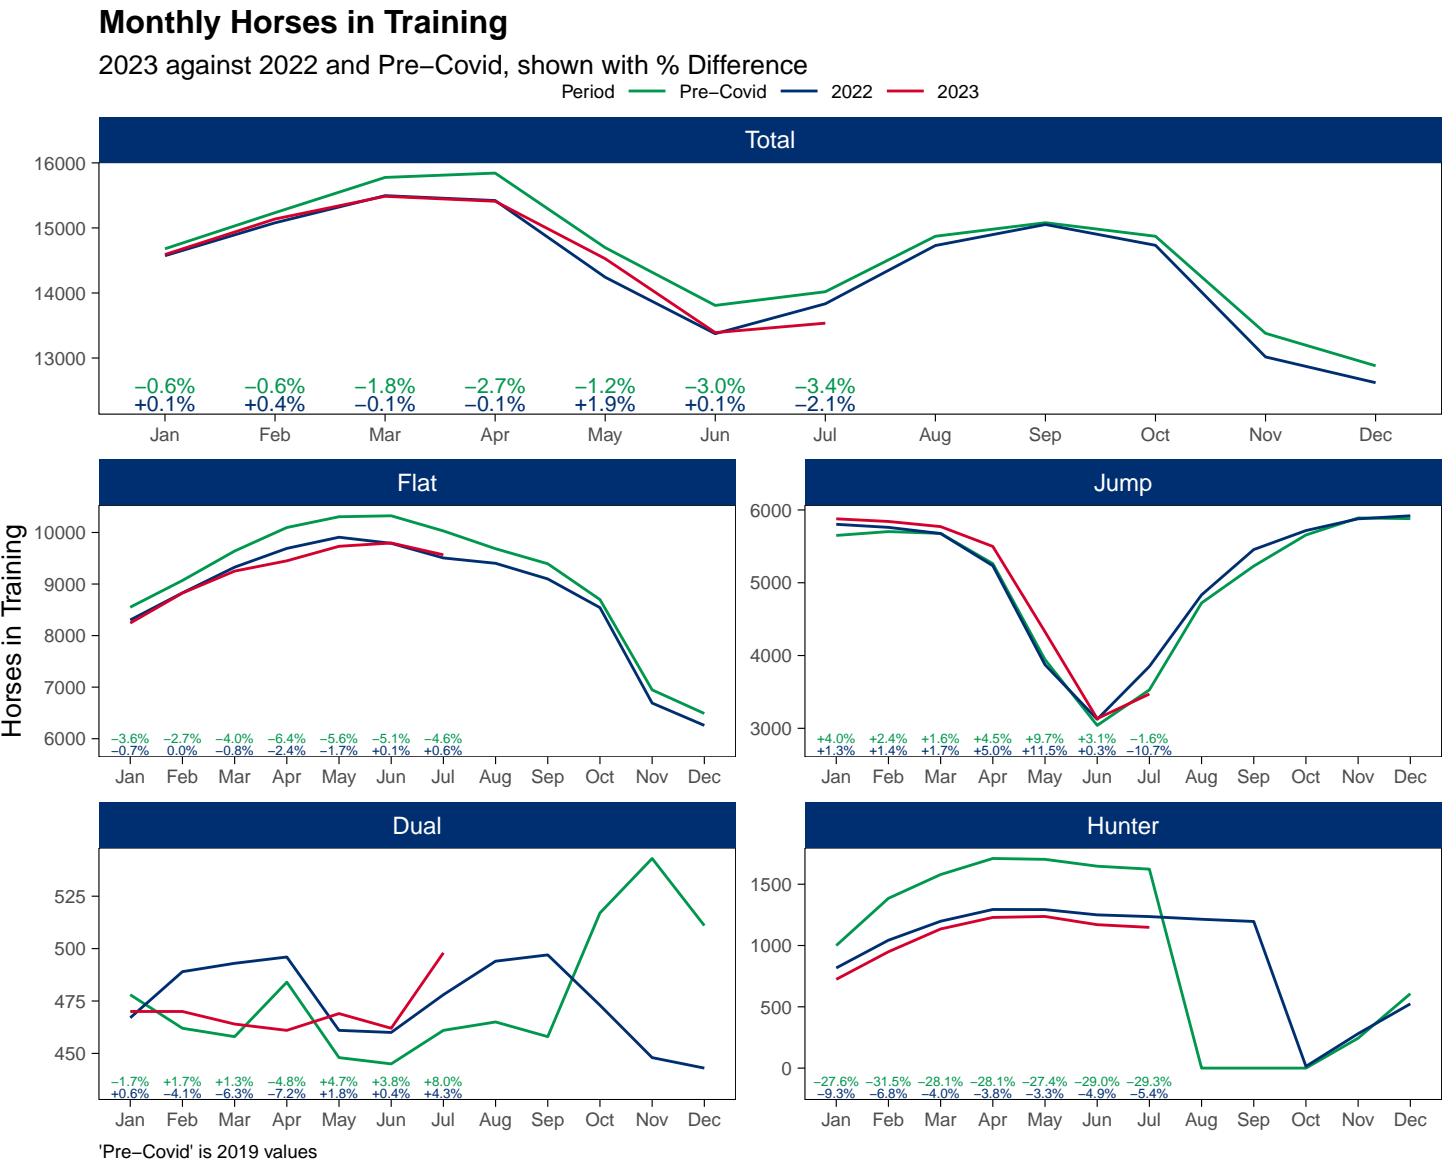 Monthly Horses in Training
2023 against 2022 and Pre−Covid, shown with % Difference
Period Pre−Covid 2022 2023
Total
16000
15000
14000
13000
−0.6% −0.6% −1.8% −2.7% −1.2% −3.0% −3.4%
+0.1% +0.4% −0.1% −0.1% +1.9% +0.1% −2.1%
Jan Feb Mar Apr May Jun Jul Aug Sep Oct Nov Dec
Horses in Training
Flat
10000
9000
8000
7000
6000
−3.6% −2.7% −4.0% −6.4% −5.6% −5.1% −4.6%
−0.7% 0.0% −0.8% −2.4% −1.7% +0.1% +0.6%
Jan Feb Mar Apr May Jun Jul Aug Sep Oct Nov Dec
Jump
6000
5000
4000
3000
+4.0% +2.4% +1.6% +4.5% +9.7% +3.1% −1.6%
+1.3% +1.4% +1.7% +5.0% +11.5% +0.3% −10.7%
Jan Feb Mar Apr May Jun Jul Aug Sep Oct Nov Dec
Dual
525
500
475
450
−1.7% +1.7% +1.3% −4.8% +4.7% +3.8% +8.0%
+0.6% −4.1% −6.3% −7.2% +1.8% +0.4% +4.3%
Jan Feb Mar Apr May Jun Jul Aug Sep Oct Nov Dec
Hunter
1500
1000
500
0
−27.6% −31.5% −28.1% −28.1% −27.4% −29.0% −29.3%
−9.3% −6.8% −4.0% −3.8% −3.3% −4.9% −5.4%
Jan Feb Mar Apr May Jun Jul Aug Sep Oct Nov Dec
'Pre−Covid' is 2019 values